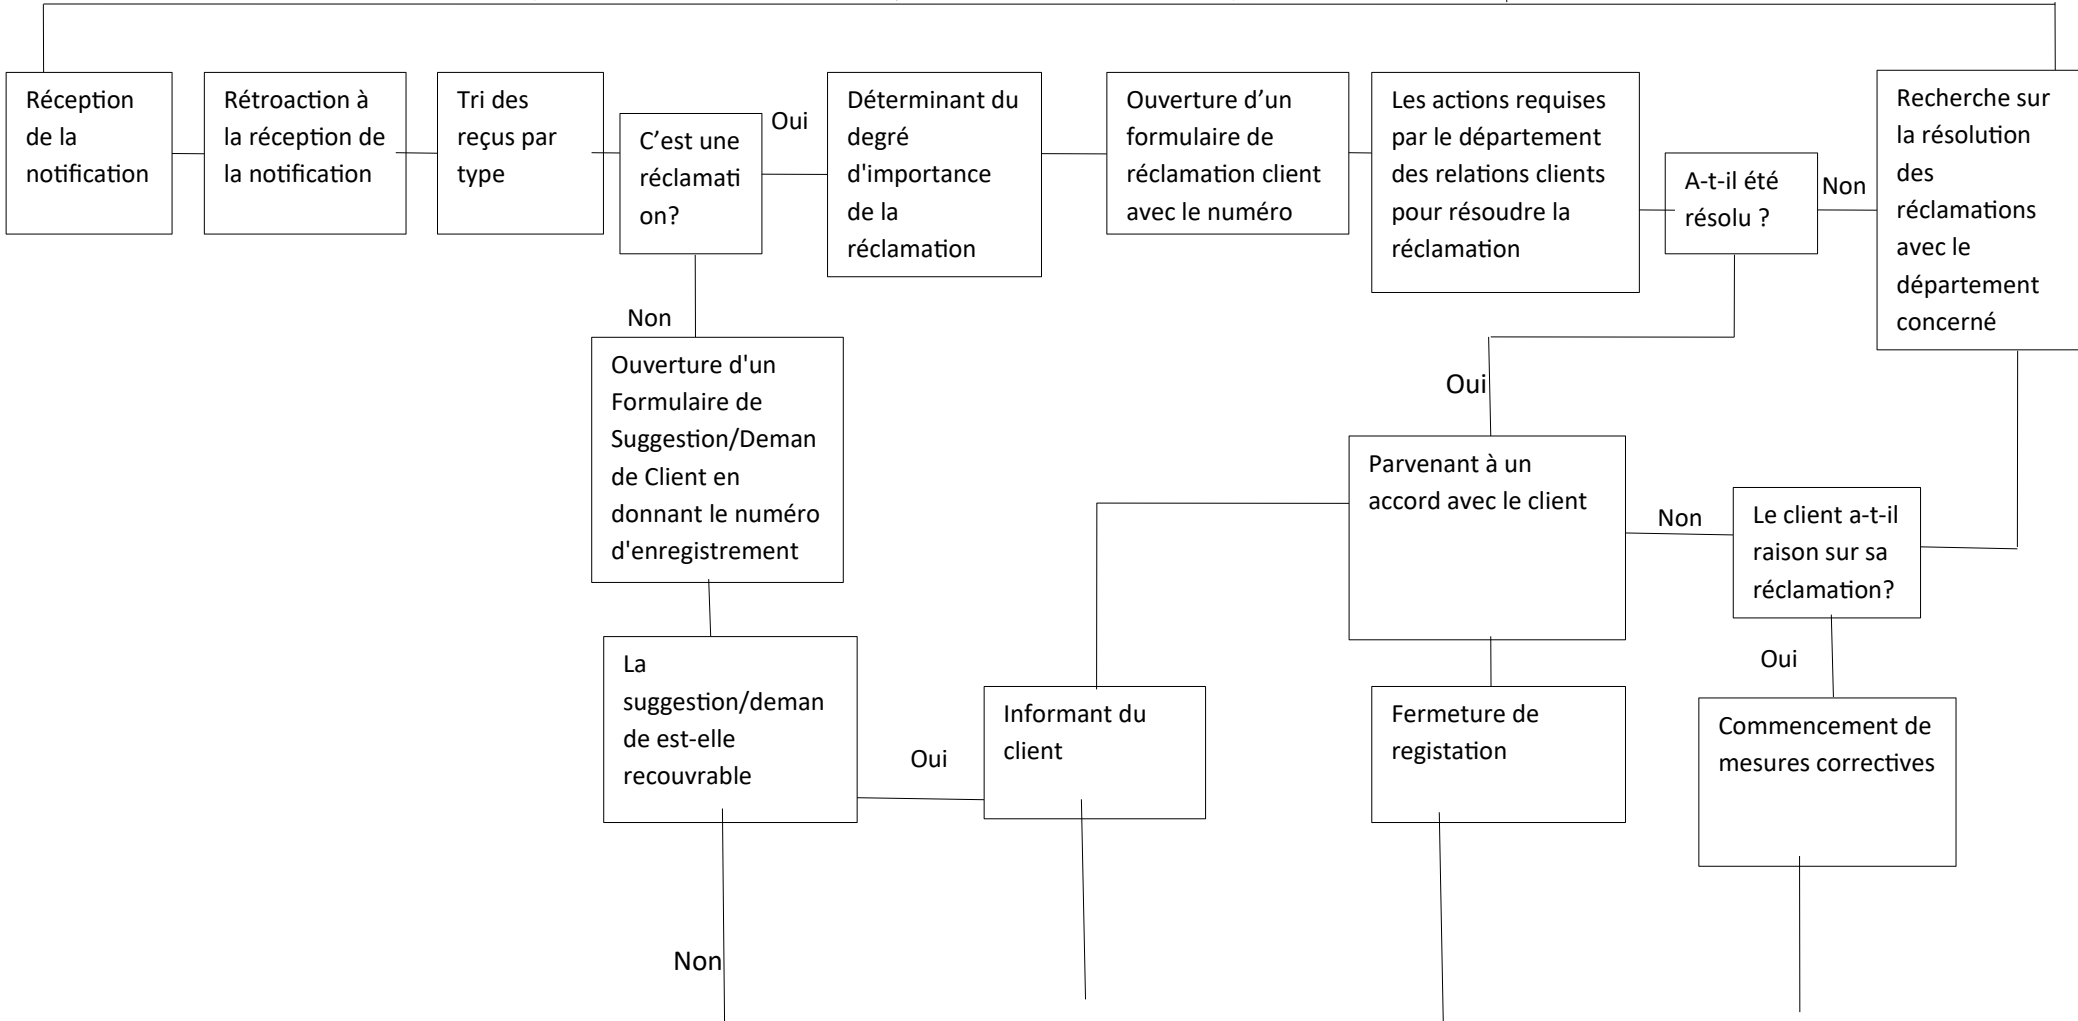 Réception
de la
notification
Rétroaction à
la réception de
la notification
Tri des
reçus par
type
C’est une
réclamati
on?
Oui
Déterminant du
degré
d'importance
de la
réclamation
Ouverture d’un
formulaire de
réclamation client
avec le numéro
Les actions requises
par le département
des relations clients
pour résoudre la
réclamation
A-t-il été
résolu ?
Non
Recherche sur
la résolution
des
réclamations
avec le
département
concerné
Non
Ouverture d'un
Formulaire de
Suggestion/Deman
de Client en
donnant le numéro
d'enregistrement
Oui
Parvenant à un
accord avec le client
Non
Le client a-t-il
raison sur sa
réclamation?
La
suggestion/deman
de est-elle
recouvrable
Oui
Informant du
client
Fermeture de
registation
Oui
Commencement de
mesures correctives
Non